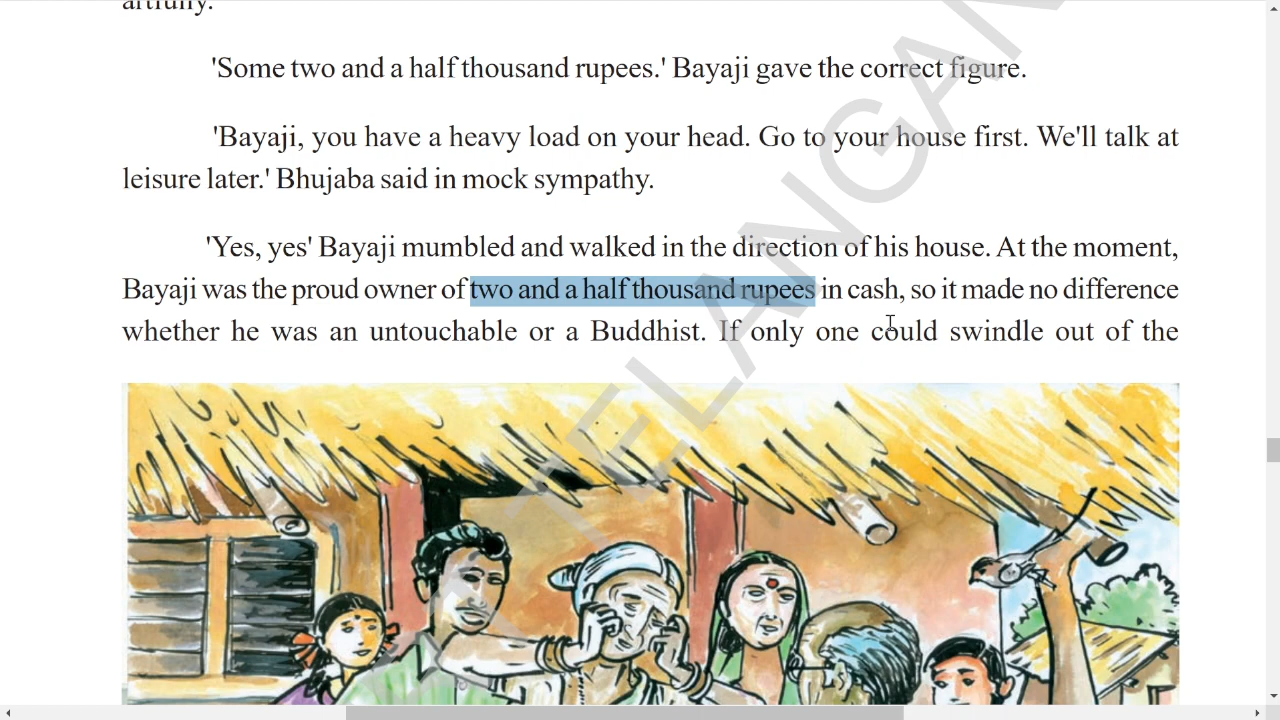 artfully.
'Some two and a half thousand rupees.' Bayaji gave the correct figure.
'Bayaji, you have a heavy load on your head. Go to your house first. We'll talk at
leisure later.' Bhujaba said in mock sympathy.
'Yes, yes' Bayaji mumbled and walked in the direction of his house. At the moment,
Bayaji was the proud owner of two and a half thousand rupees in cash, so it made no difference
whether he was an untouchable or a Buddhist. If only one could swindle out of the
TELANGAN